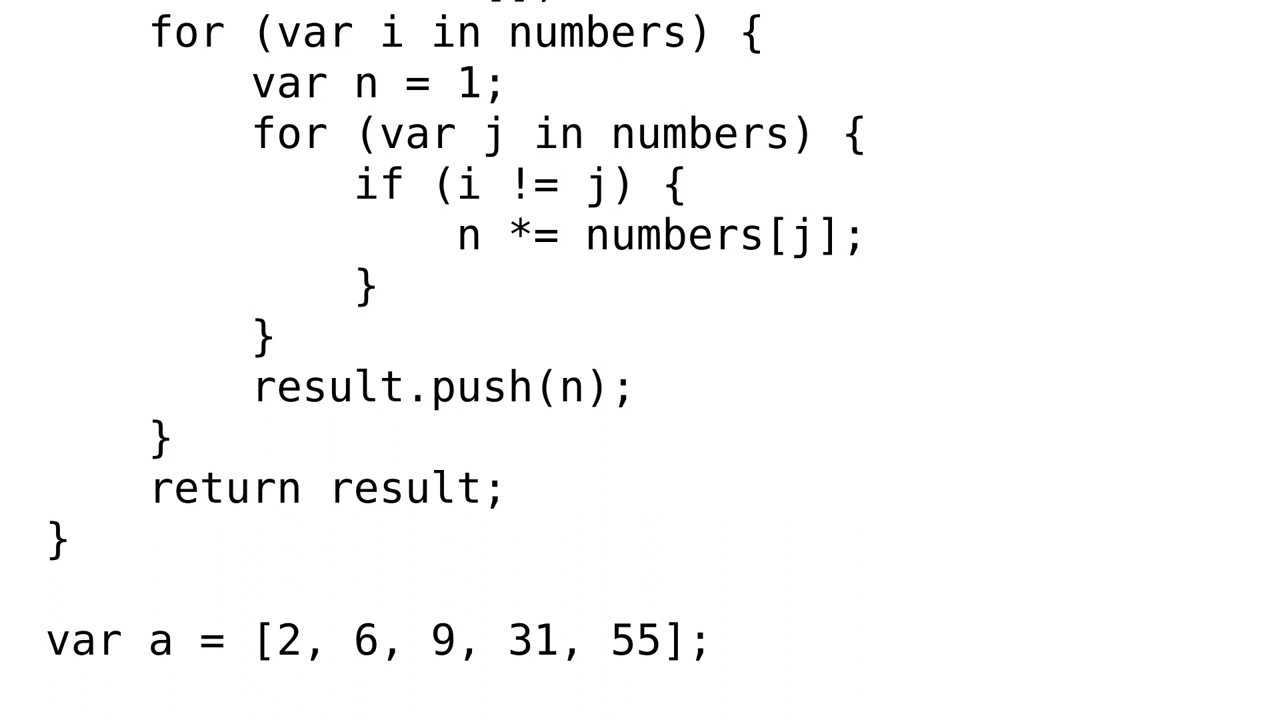 for (var i in numbers) {
var n = 1;
for (var j in numbers) {
if (i != j) {
n *= numbers[j];
}
}
result.push(n);
}
return result;
}
var a = [2, 6, 9, 31, 55];